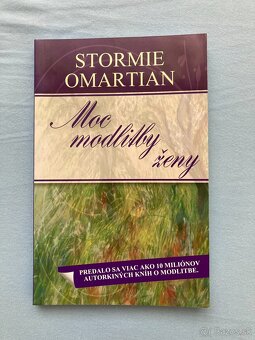 STORMIE
OMARTIAN
Moc
modlitby
ženy
PREDALO SA VIAC AKO 10 MILIÓNOV
AUTORKINÝCH KNÍH O MODLITBE.